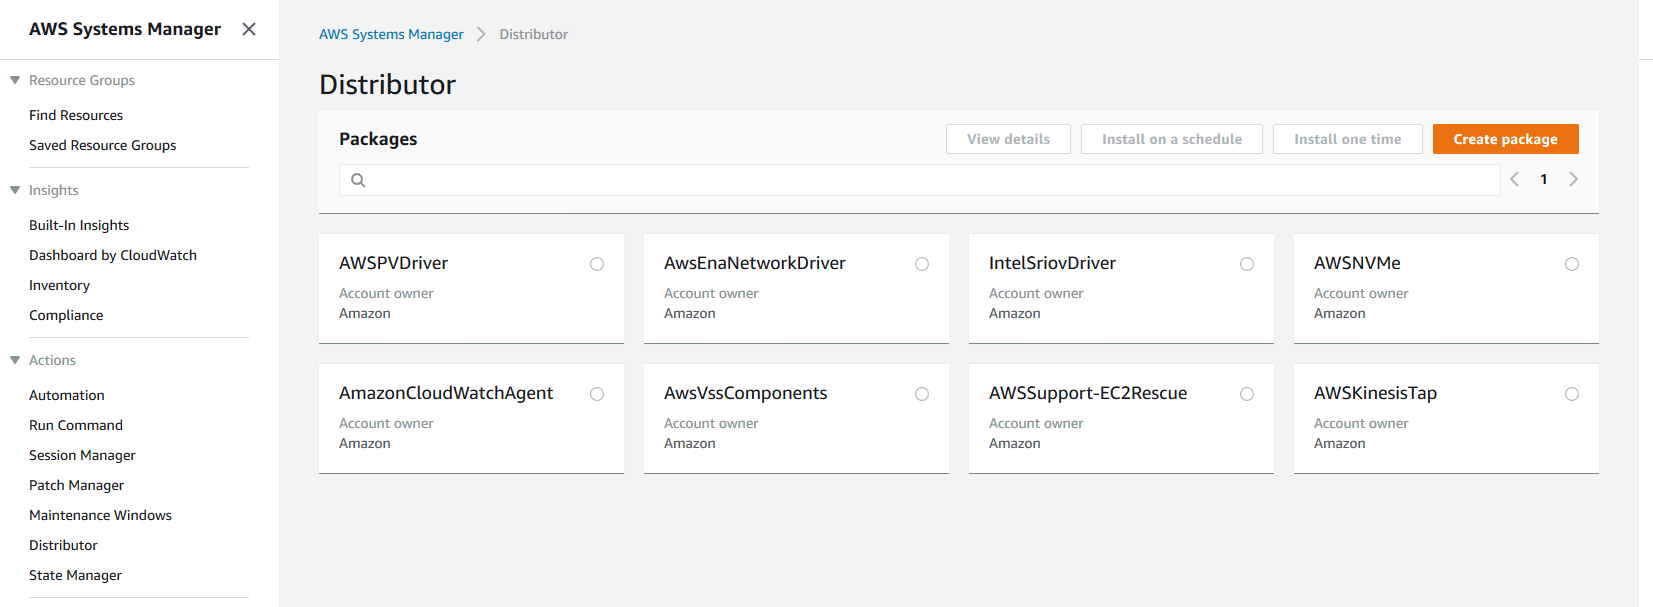 AWS Systems Manager
Resource Groups
Find Resources
Saved Resource Groups
Insights
Built-In Insights
Dashboard by CloudWatch
Inventory
Compliance
Actions
Automation
Run Command
Session Manager
Patch Manager
Maintenance Windows
Distributor
State Manager
AWS Systems Manager > Distributor
Distributor
Packages
View details
Install on a schedule
Install one time
Create package
1
AWSPVDriver
Account owner
Amazon
AwsEnaNetworkDriver
Account owner
Amazon
IntelSriovDriver
Account owner
Amazon
AWSNVMe
Account owner
Amazon
AmazonCloudWatchAgent
Account owner
Amazon
AwsVssComponents
Account owner
Amazon
AWSSupport-EC2Rescue
Account owner
Amazon
AWSKinesisTap
Account owner
Amazon